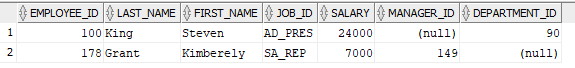 EMPLOYEE_ID LAST_NAME FIRST_NAME JOB_ID SALARY MANAGER_ID DEPARTMENT_ID
1 100 King Steven AD_PRES 24000 (null) 90
2 178 Grant Kimberely SA_REP 7000 149 (null)